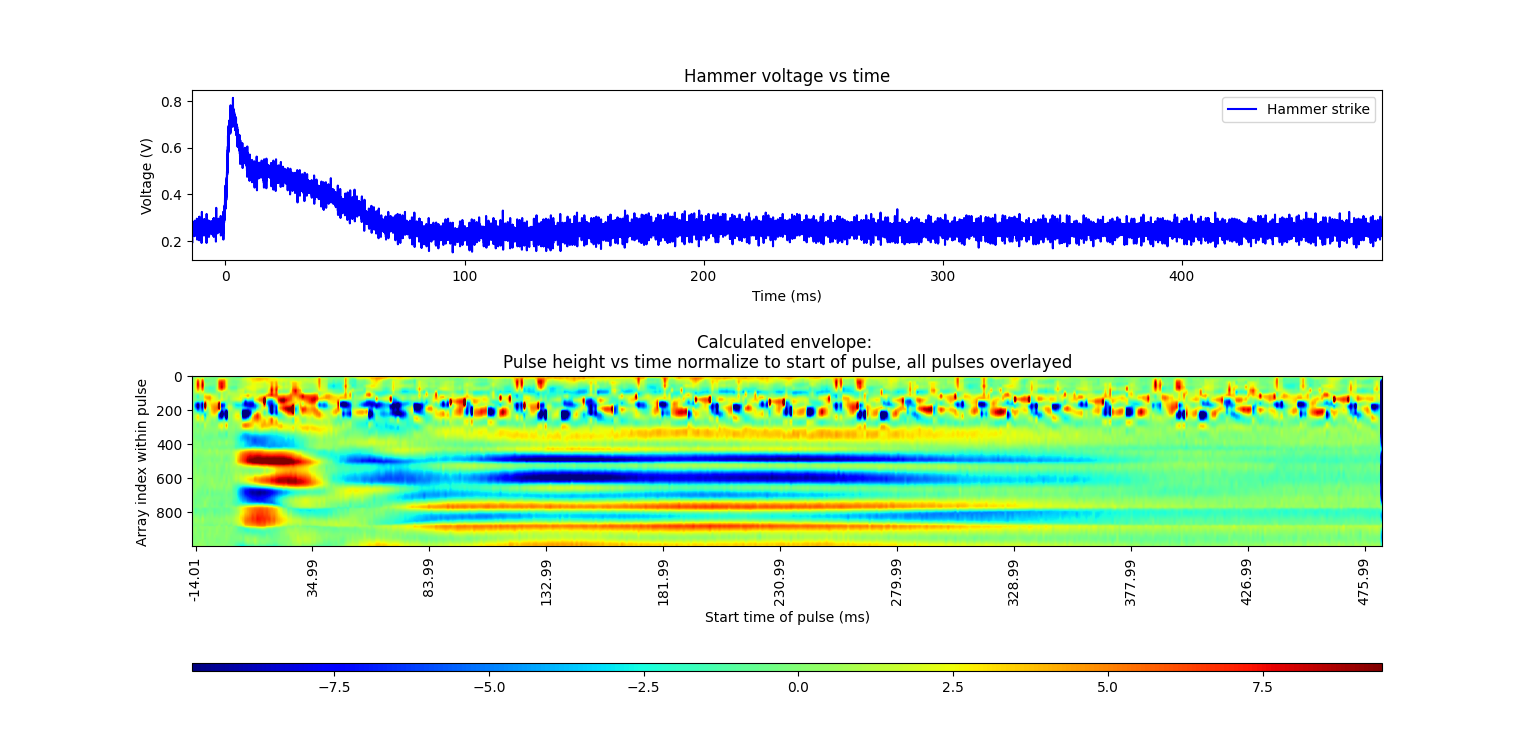 Hammer voltage vs time
Hammer strike
Voltage (V)
0.8
0.6
0.4
0.2
0 100 200 300 400
Time (ms)
Calculated envelope:
Pulse height vs time normalize to start of pulse, all pulses overlayed
Array index within pulse
0
200
400
600
800
-14.01 34.99 83.99 132.99 181.99 230.99 279.99 328.99 377.99 426.99 475.99
Start time of pulse (ms)
−7.5 −5.0 −2.5 0.0 2.5 5.0 7.5